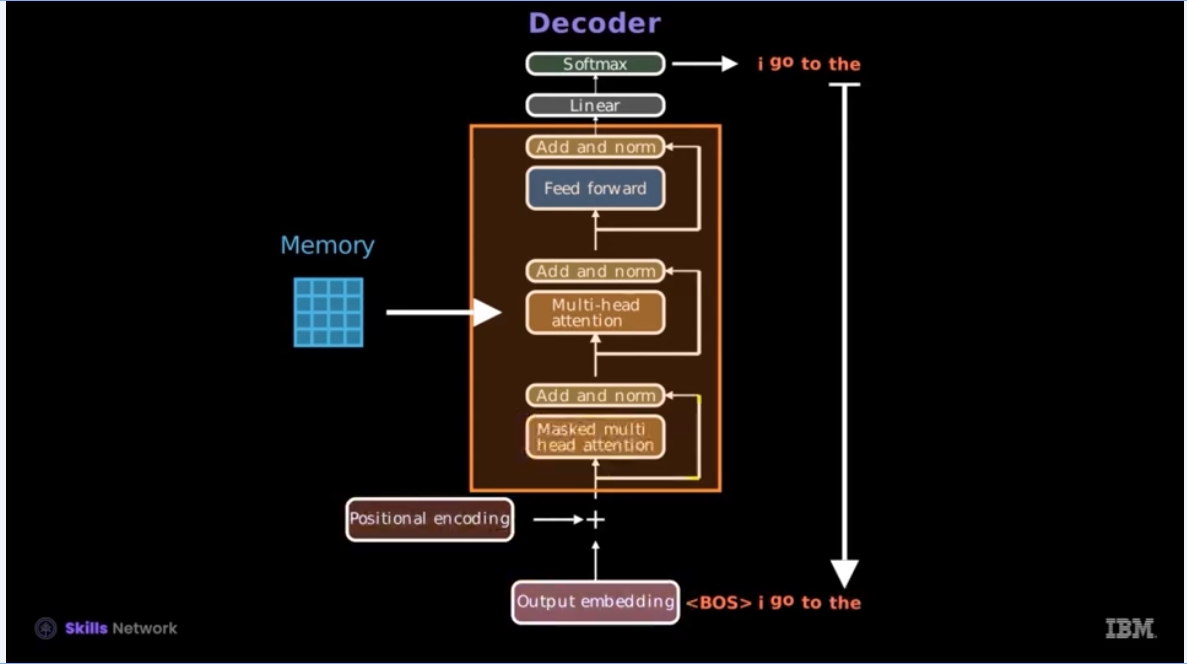 Decoder
Softmax
i go to the
Linear
Add and norm
Feed forward
Memory
Add and norm
Multi-head
attention
Add and norm
Masked multi
head attention
Positional encoding
+
Output embedding
<BOS> i go to the
Skills Network
IBM